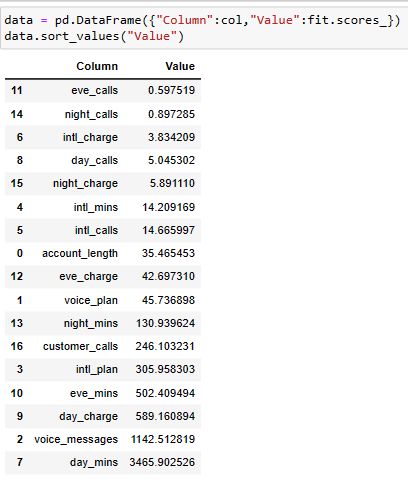 data = pd.DataFrame({"Column":col,"Value":fit.scores_})
data.sort_values("Value")
Column Value
11 eve_calls 0.597519
14 night_calls 0.897285
6 intl_charge 3.834209
8 day_calls 5.045302
15 night_charge 5.891110
4 intl_mins 14.209169
5 intl_calls 14.665997
0 account_length 35.465453
12 eve_charge 42.697310
1 voice_plan 45.736898
13 night_mins 130.939624
16 customer_calls 246.103231
3 intl_plan 305.958303
10 eve_mins 502.409494
9 day_charge 589.160894
2 voice_messages 1142.512819
7 day_mins 3465.902526